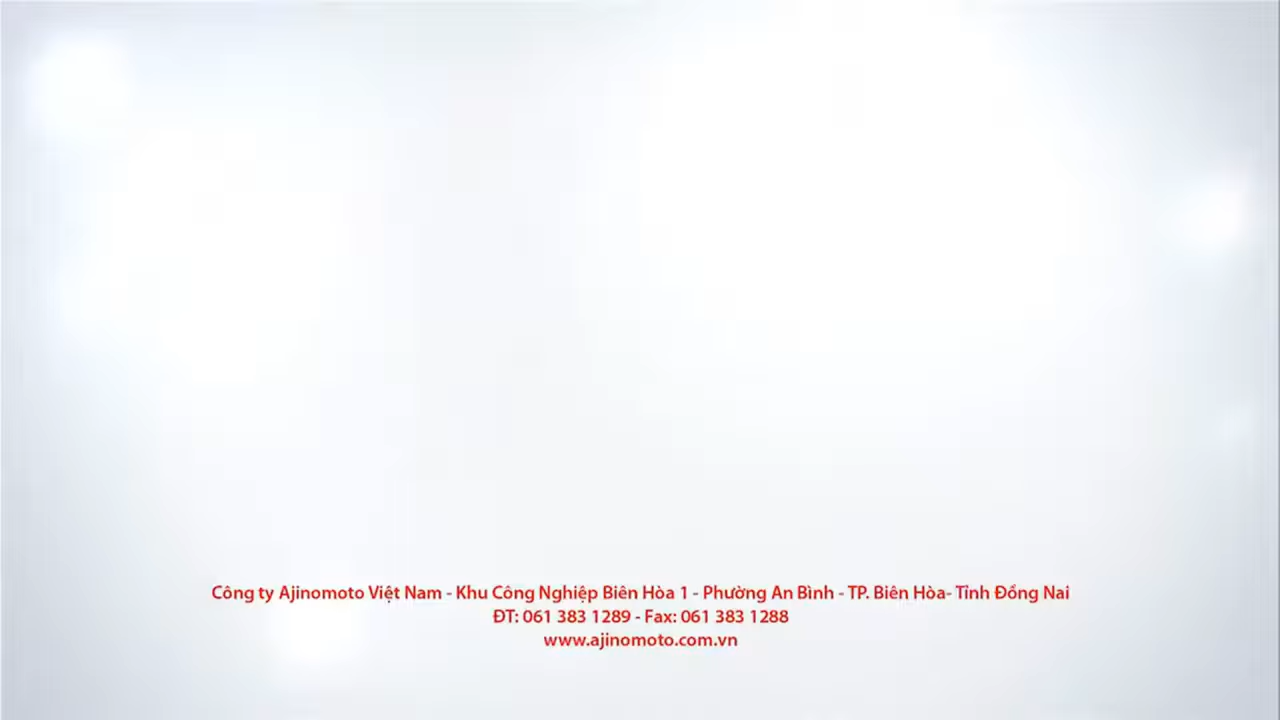 Công ty Ajinomoto Việt Nam - Khu Công Nghiệp Biên Hòa 1 - Phường An Bình - TP. Biên Hòa- Tỉnh Đồng Nai
ĐT: 061 383 1289 - Fax: 061 383 1288
www.ajinomoto.com.vn